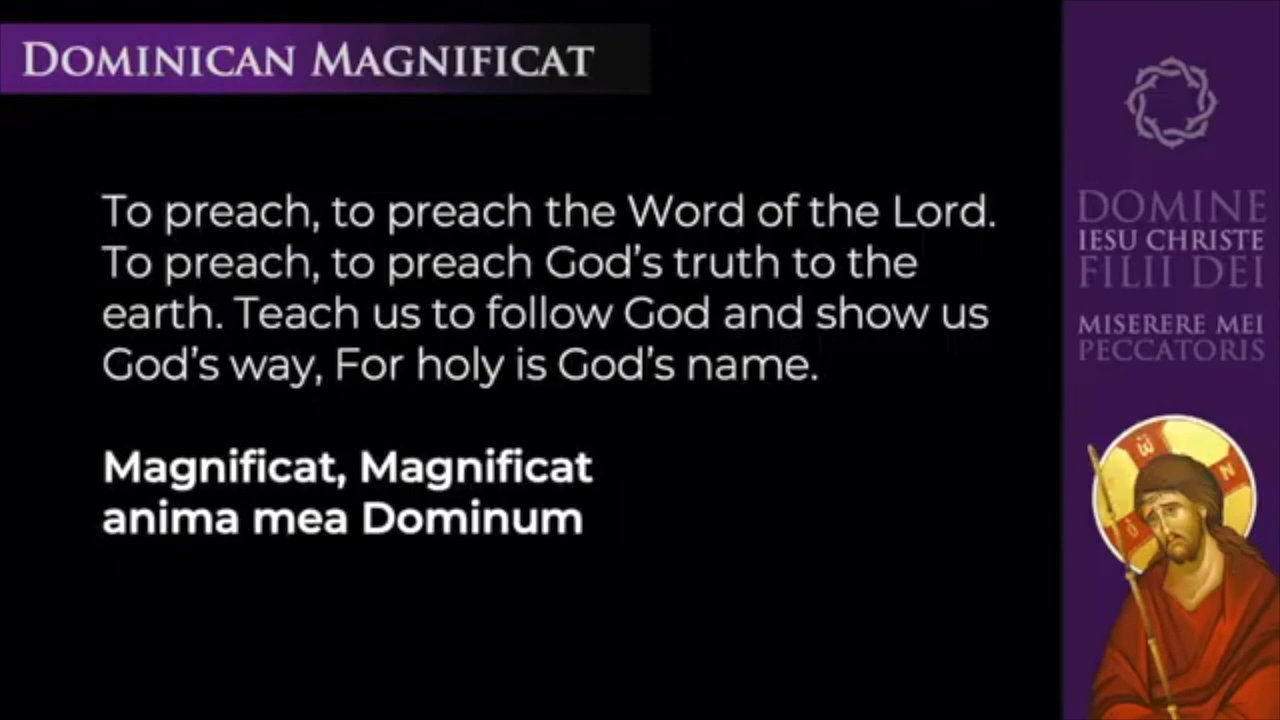 DOMINICAN MAGNIFICAT
To preach, to preach the Word of the Lord.
To preach, to preach God's truth to the
earth. Teach us to follow God and show us
God's way, For holy is God's name.
Magnificat, Magnificat
anima mea Dominum
DOMINE
IESU CHRISTE
FILII DEI
MISERERE MEI
PECCATORIS